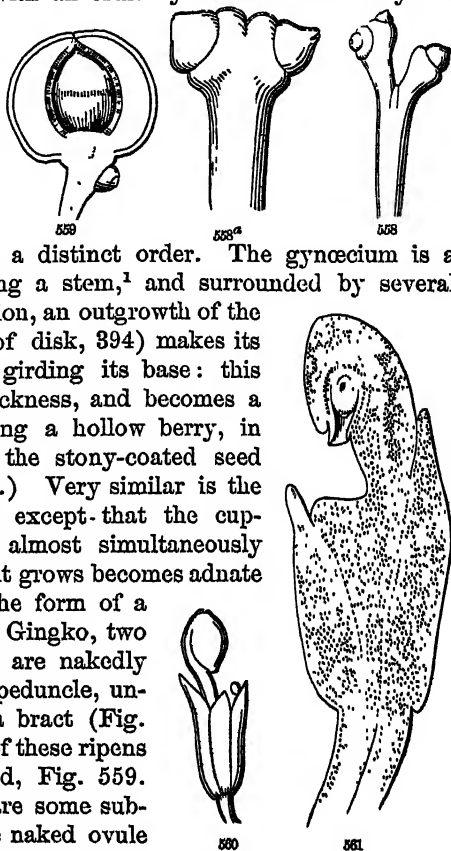 559
558ª
558
a distinct order. The gynœcium is a
ng a stem,¹ and surrounded by several
ion, an outgrowth of the
of disk, 394) makes its
girding its base: this
ckness, and becomes a
ng a hollow berry, in
the stony-coated seed
.) Very similar is the
except-that the cup-
almost simultaneously
it grows becomes adnate
he form of a
Gingko, two
are nakedly
peduncle, un-
a bract (Fig.
f these ripens
d, Fig. 559.
are some sub-
e naked ovule
560
561